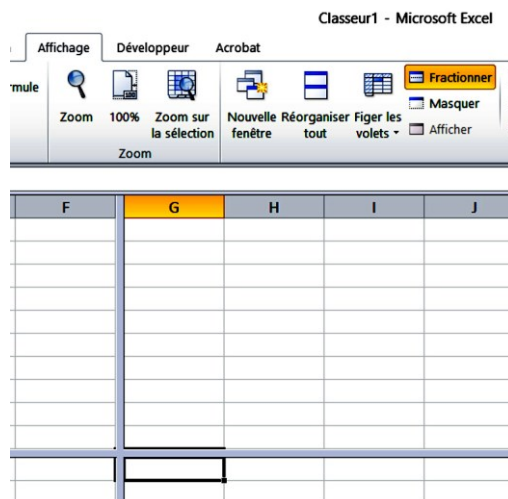 Classeur1 - Microsoft Excel
Affichage Développeur Acrobat
rmule
Zoom
100%
Zoom sur
la sélection
Nouvelle
fenêtre
Réorganiser
tout
Figer les
volets
Fractionner
Masquer
Afficher
Zoom
F G H I J